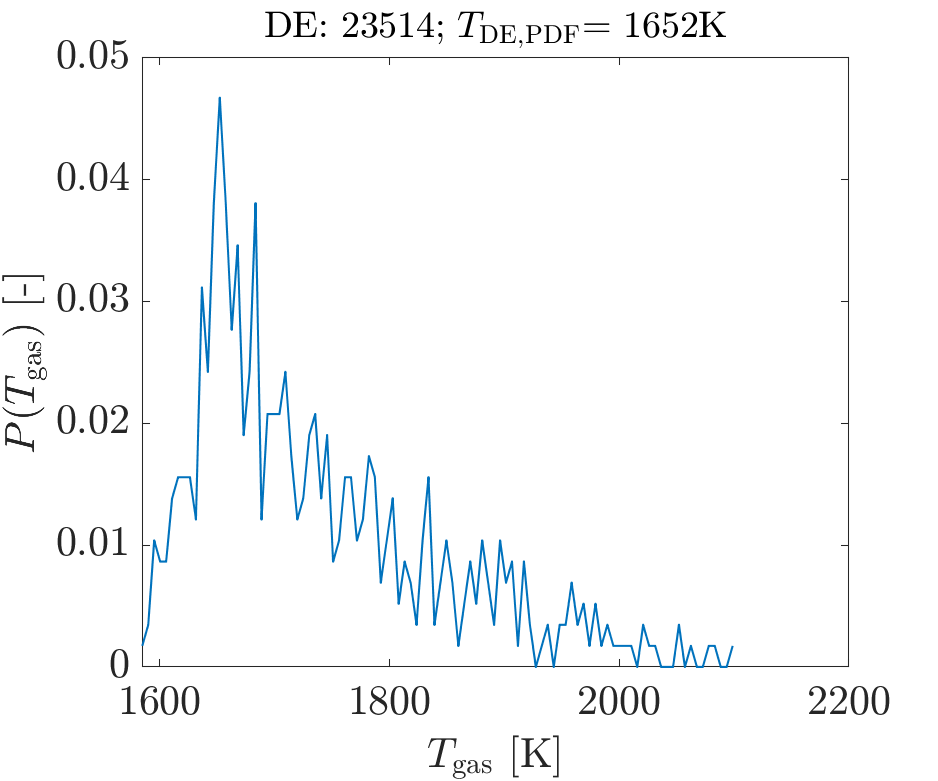 DE: 23514; T_DE,PDF= 1652K
0.05
0.04
0.03
0.02
0.01
0
P(T_gas) [-]
1600 1800 2000 2200
T_gas [K]